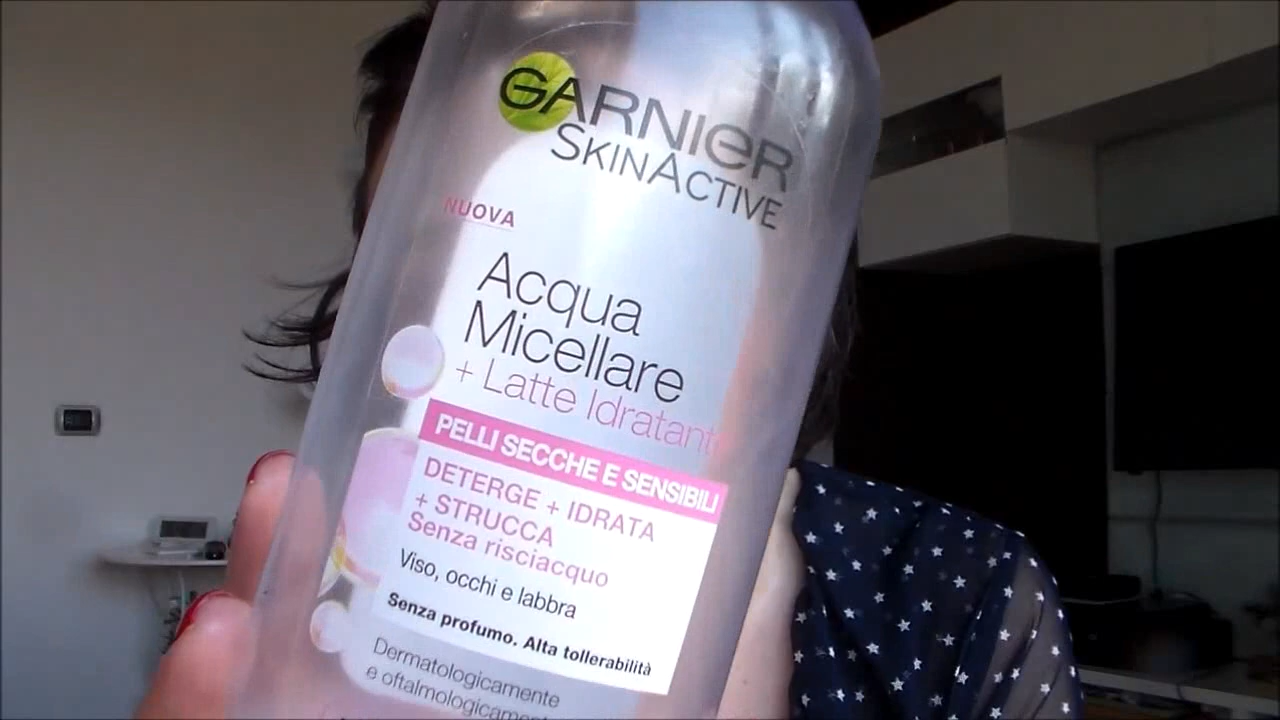 GARNIER
SKINACTIVE
NUOVA
Acqua
Micellare
+ Latte Idratante
PELLI SECCHE E SENSIBILI
DETERGE + IDRATA
+ STRUCCA
Senza risciacquo
Viso, occhi e labbra
Senza profumo. Alta tollerabilità
Dermatologicamente
e oftalmologicament